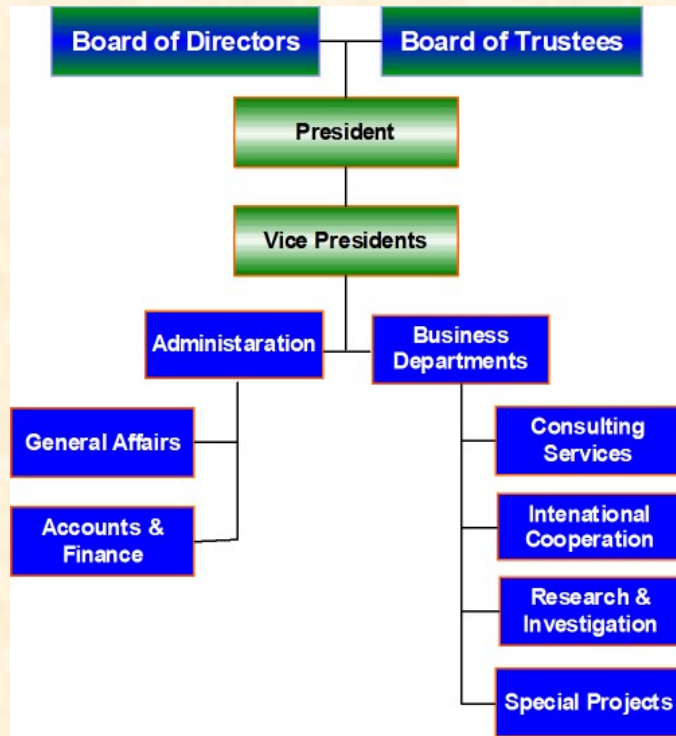 Board of Directors
Board of Trustees
President
Vice Presidents
Administaration
Business
Departments
General Affairs
Accounts &
Finance
Consulting
Services
Intenational
Cooperation
Research &
Investigation
Special Projects